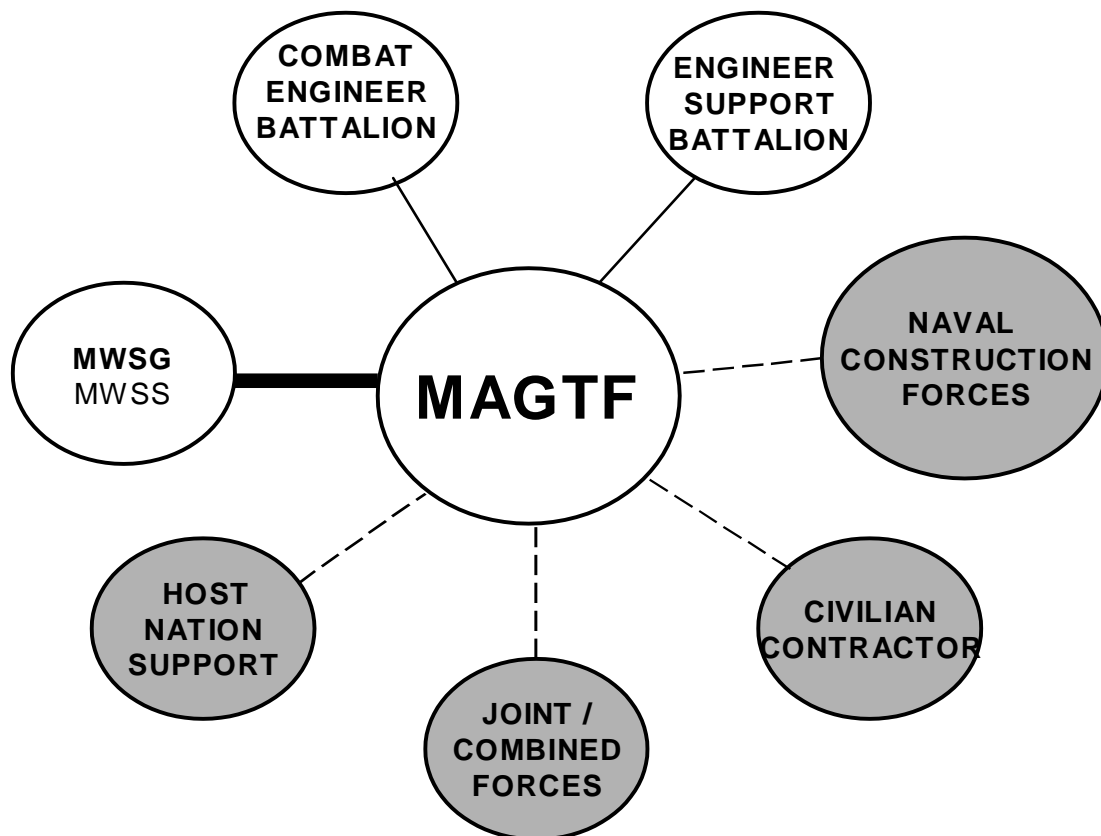 COMBAT
ENGINEER
BATTALION
ENGINEER
SUPPORT
BATTALION
NAVAL
CONSTRUCTION
FORCES
MWSG
MWSS
MAGTF
HOST
NATION
SUPPORT
CIVILIAN
CONTRACTOR
JOINT /
COMBINED
FORCES